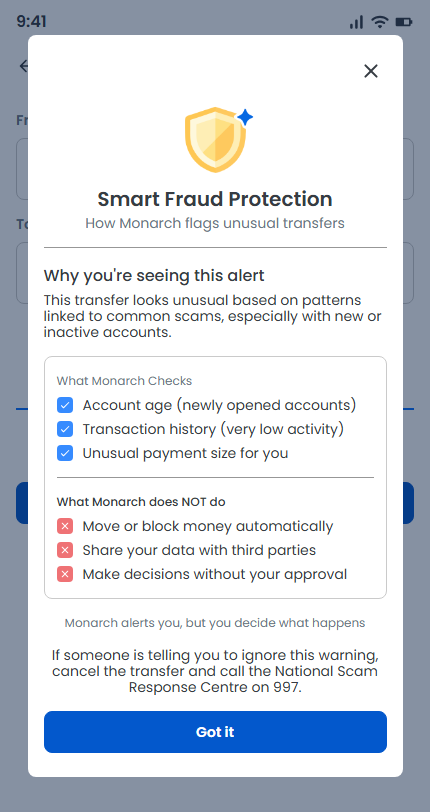 9:41
Fr
To
Smart Fraud Protection
How Monarch flags unusual transfers
Why you're seeing this alert
This transfer looks unusual based on patterns
linked to common scams, especially with new or
inactive accounts.
What Monarch Checks
Account age (newly opened accounts)
Transaction history (very low activity)
Unusual payment size for you
What Monarch does NOT do
Move or block money automatically
Share your data with third parties
Make decisions without your approval
Monarch alerts you, but you decide what happens
If someone is telling you to ignore this warning,
cancel the transfer and call the National Scam
Response Centre on 997.
Got it